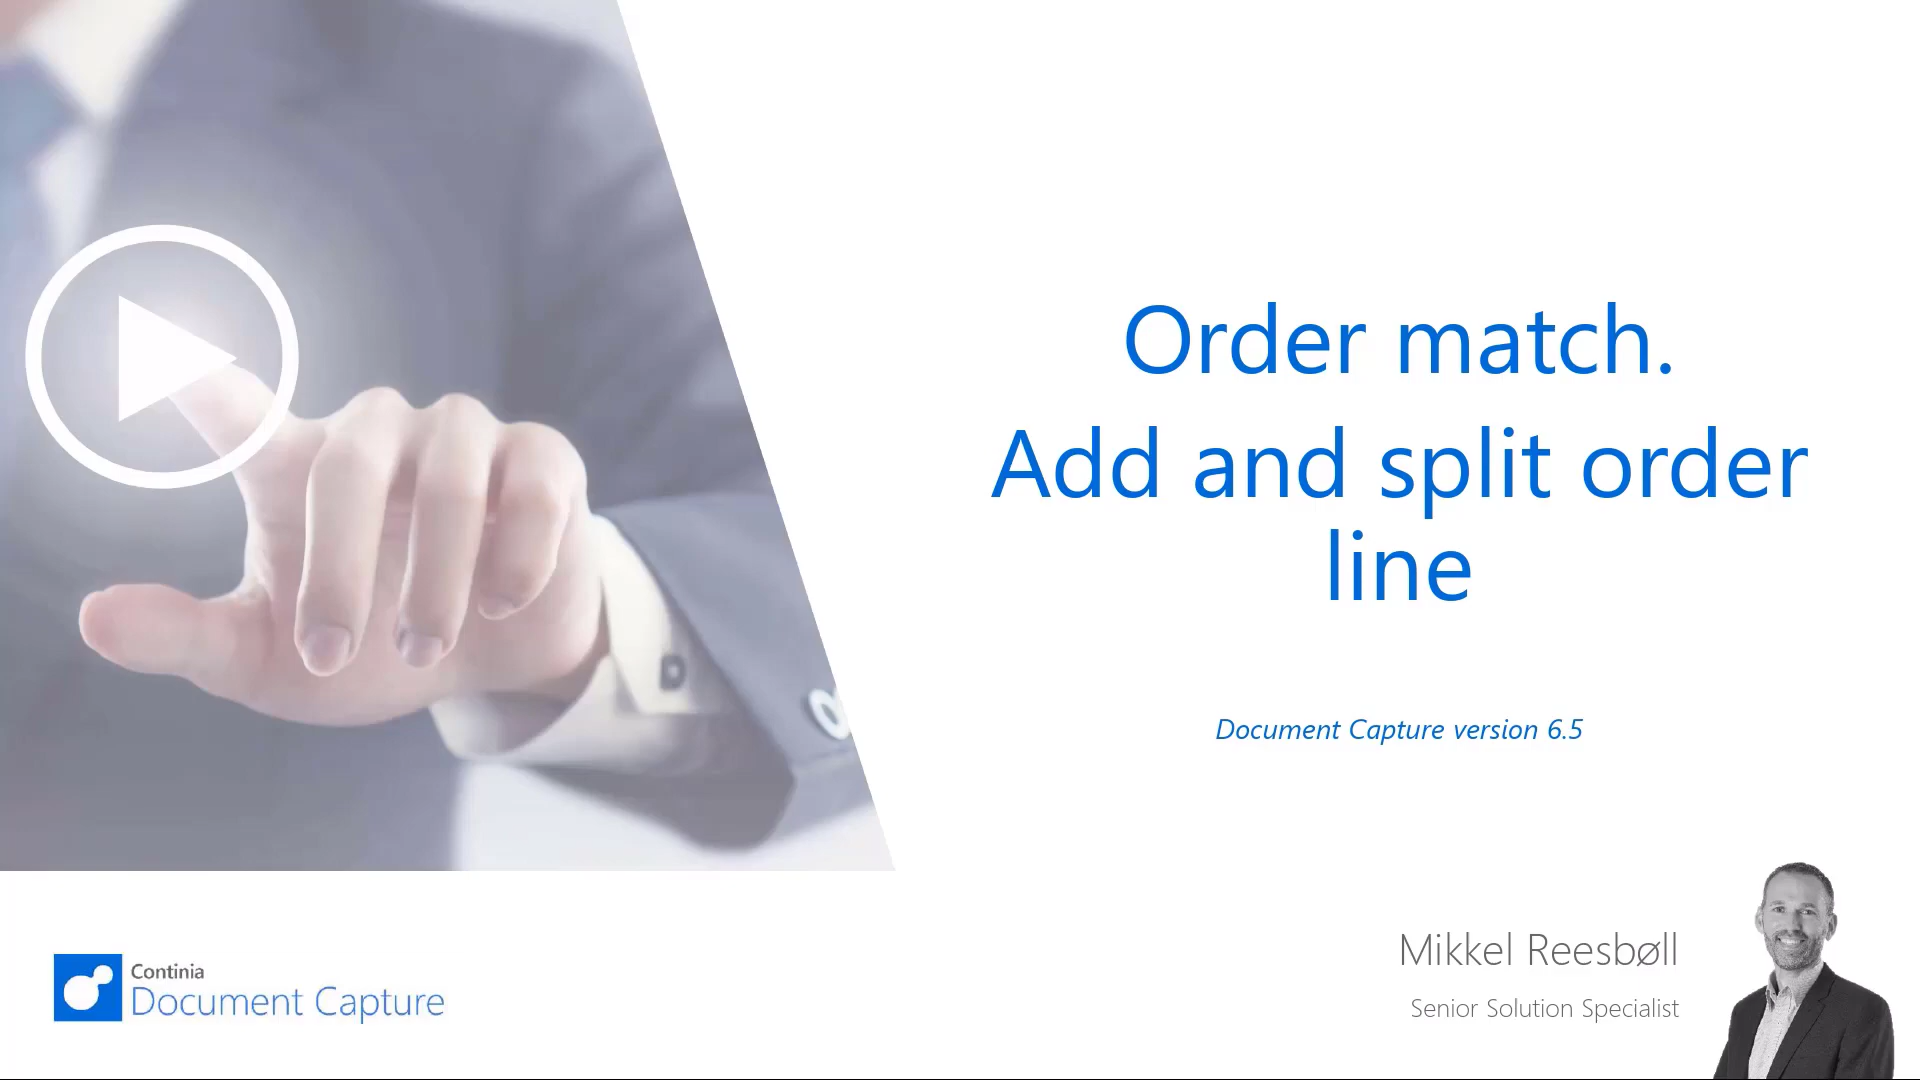 Order match.
Add and split order
line
Document Capture version 6.5
Mikkel Reesbøll
Senior Solution Specialist
Continia
Document Capture